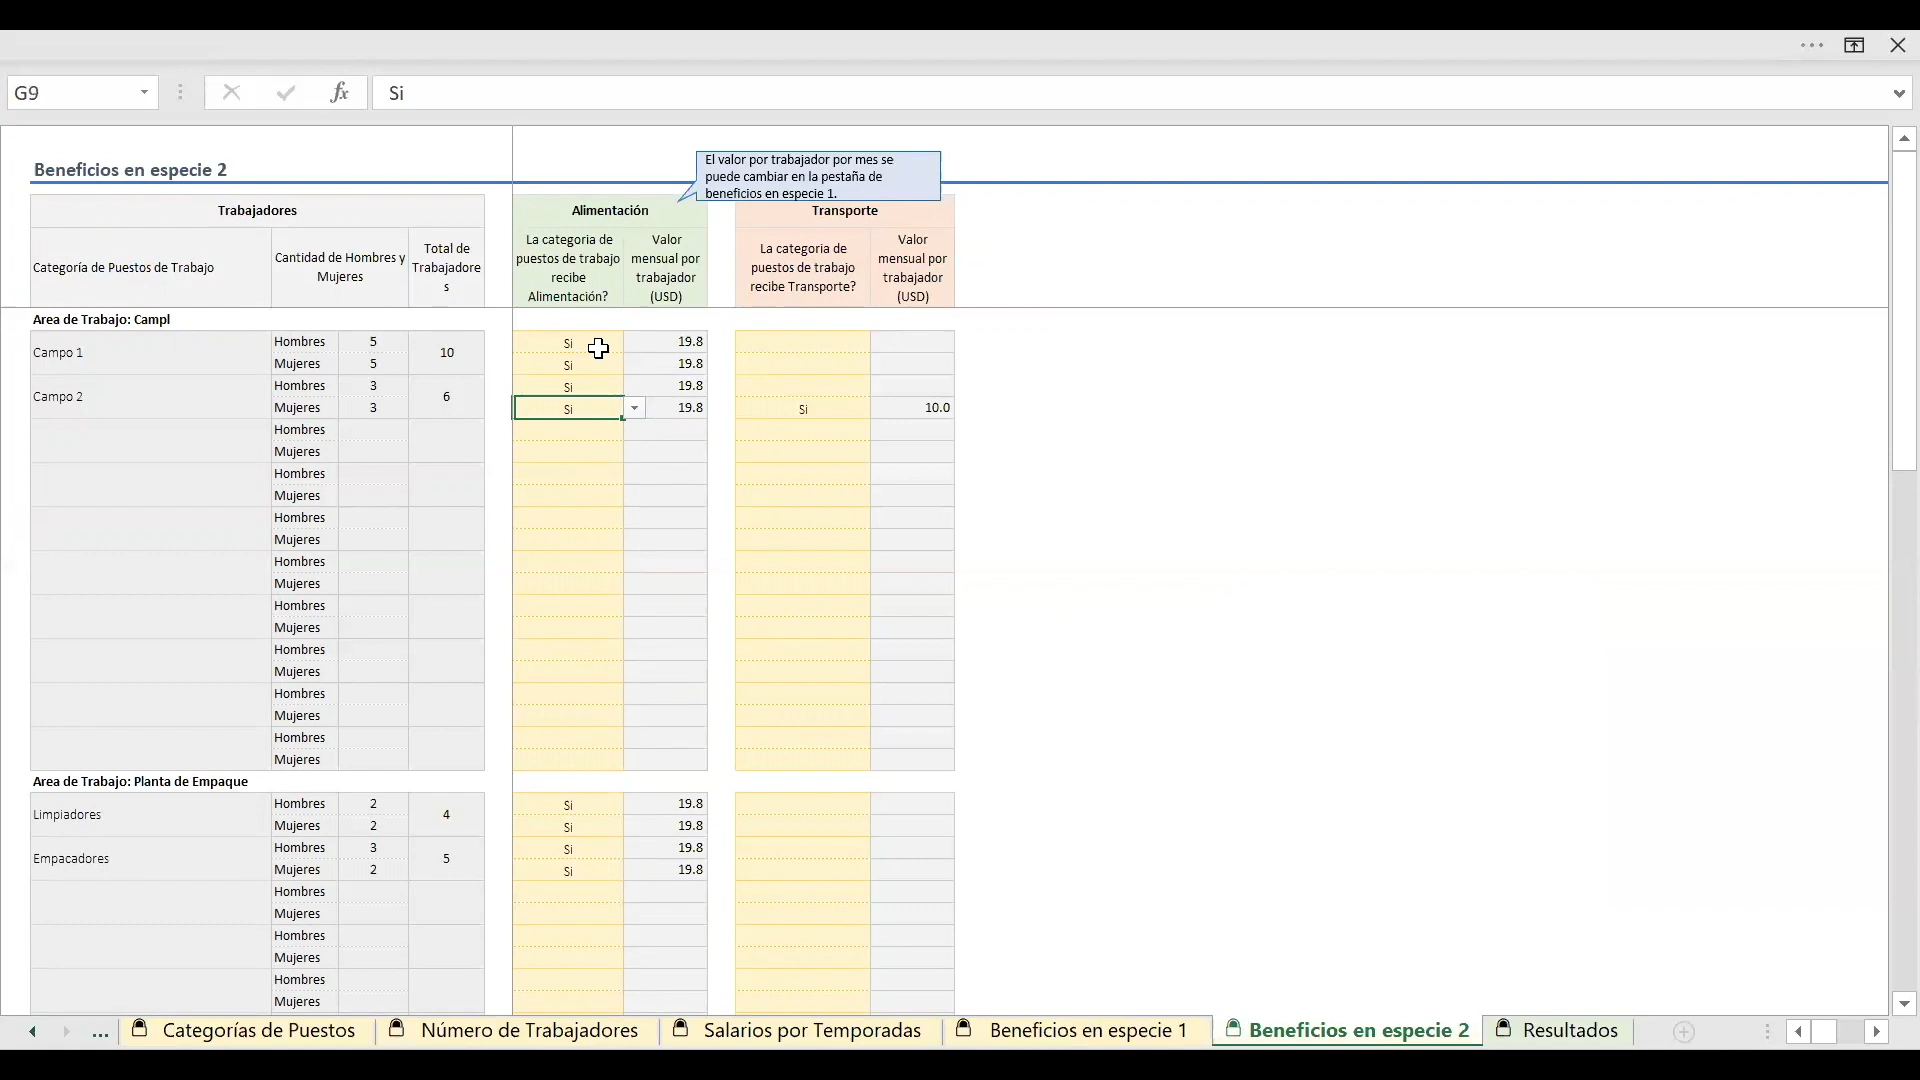 G9
fx
Si
Beneficios en especie 2
El valor por trabajador por mes se
puede cambiar en la pestaña de
beneficios en especie 1.
Trabajadores
Alimentación
Transporte
Categoría de Puestos de Trabajo
Cantidad de Hombres y
Mujeres
Total de
Trabajadore
s
La categoria de
puestos de trabajo
recibe
Alimentación?
Valor
mensual por
trabajador
(USD)
La categoria de
puestos de trabajo
recibe Transporte?
Valor
mensual por
trabajador
(USD)
Area de Trabajo: Campl
Campo 1
Hombres 5 10 Si 19.8
Mujeres 5 Si 19.8
Campo 2
Hombres 3 6 Si 19.8
Mujeres 3 Si 19.8 Si 10.0
Hombres
Mujeres
Hombres
Mujeres
Hombres
Mujeres
Hombres
Mujeres
Hombres
Mujeres
Hombres
Mujeres
Hombres
Mujeres
Hombres
Mujeres
Area de Trabajo: Planta de Empaque
Limpiadores
Hombres 2 4 Si 19.8
Mujeres 2 Si 19.8
Empacadores
Hombres 3 5 Si 19.8
Mujeres 2 Si 19.8
Hombres
Mujeres
Hombres
Mujeres
Hombres
Mujeres
... Categorías de Puestos Número de Trabajadores Salarios por Temporadas Beneficios en especie 1 Beneficios en especie 2 Resultados